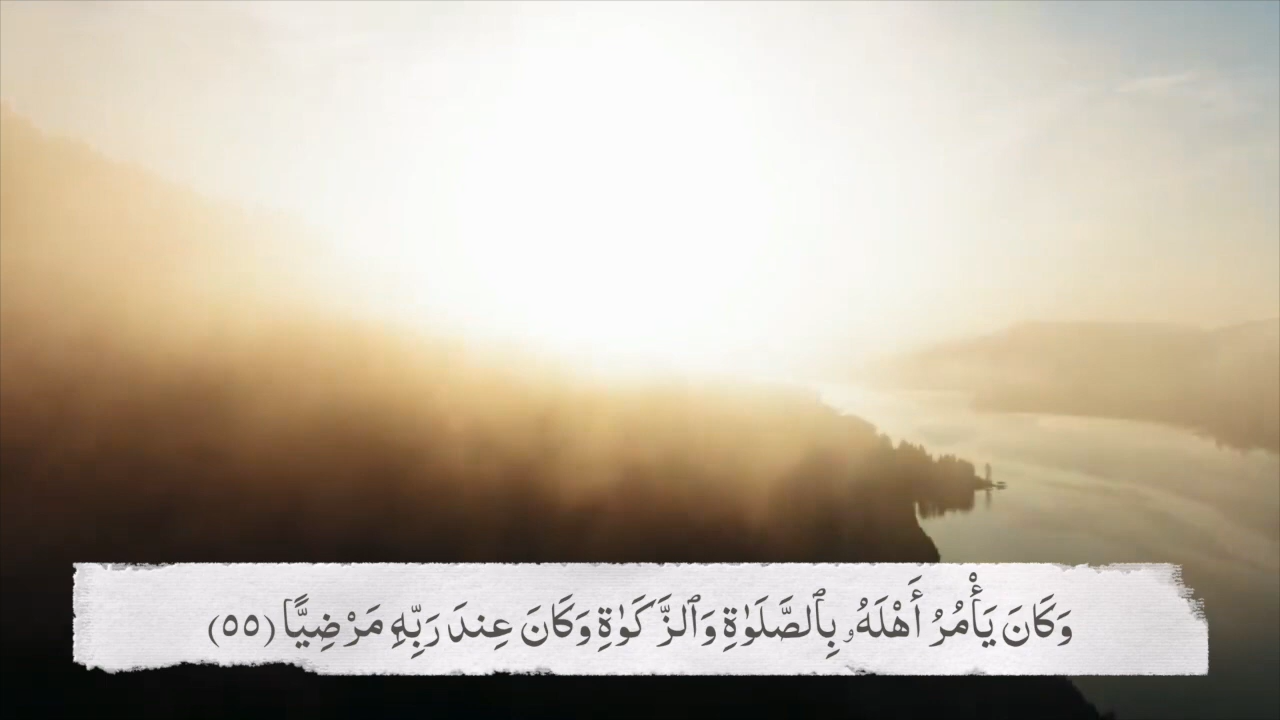 وَكَانَ يَأْمُرُ أَهْلَهُۥ بِٱلصَّلَوٰةِ وَٱلزَّكَوٰةِ وَكَانَ عِندَ رَبِّهِۦ مَرْضِيًّا (٥٥)